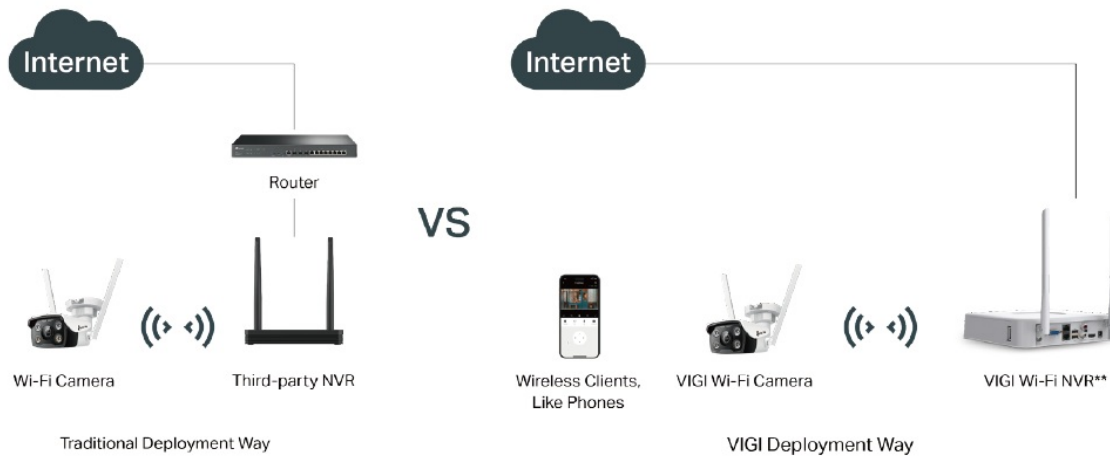 Internet
Internet
Router
VS
Wi-Fi Camera
Third-party NVR
Wireless Clients,
Like Phones
VIGI Wi-Fi Camera
VIGI Wi-Fi NVR**
Traditional Deployment Way
VIGI Deployment Way